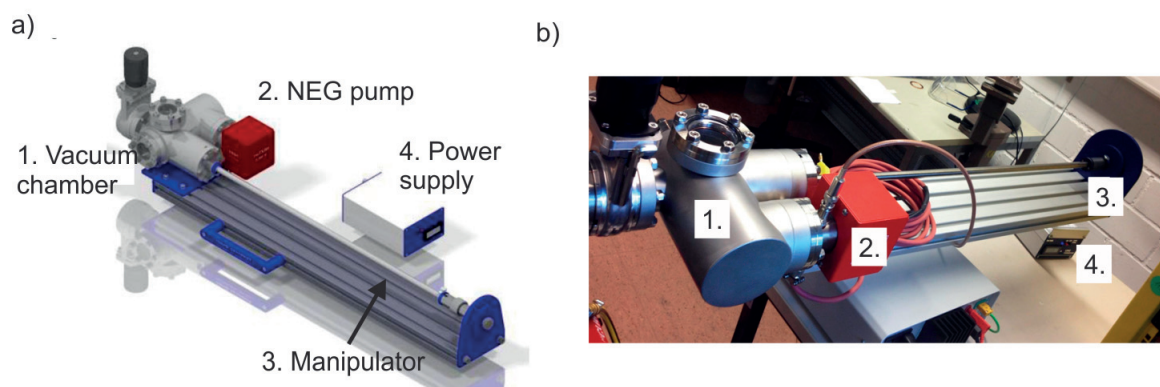 a)
b)
2. NEG pump
1. Vacuum
chamber
4. Power
supply
3. Manipulator
1.
2.
3.
4.